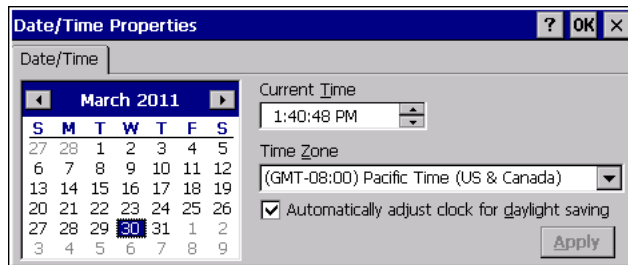 Date/Time Properties ? OK ×
Date/Time
March 2011
S M T W T F S
27 28 1 2 3 4 5
6 7 8 9 10 11 12
13 14 15 16 17 18 19
20 21 22 23 24 25 26
27 28 29 30 31 1 2
3 4 5 6 7 8 9
Current Time
1:40:48 PM
Time Zone
(GMT-08:00) Pacific Time (US & Canada)
Automatically adjust clock for daylight saving
Apply